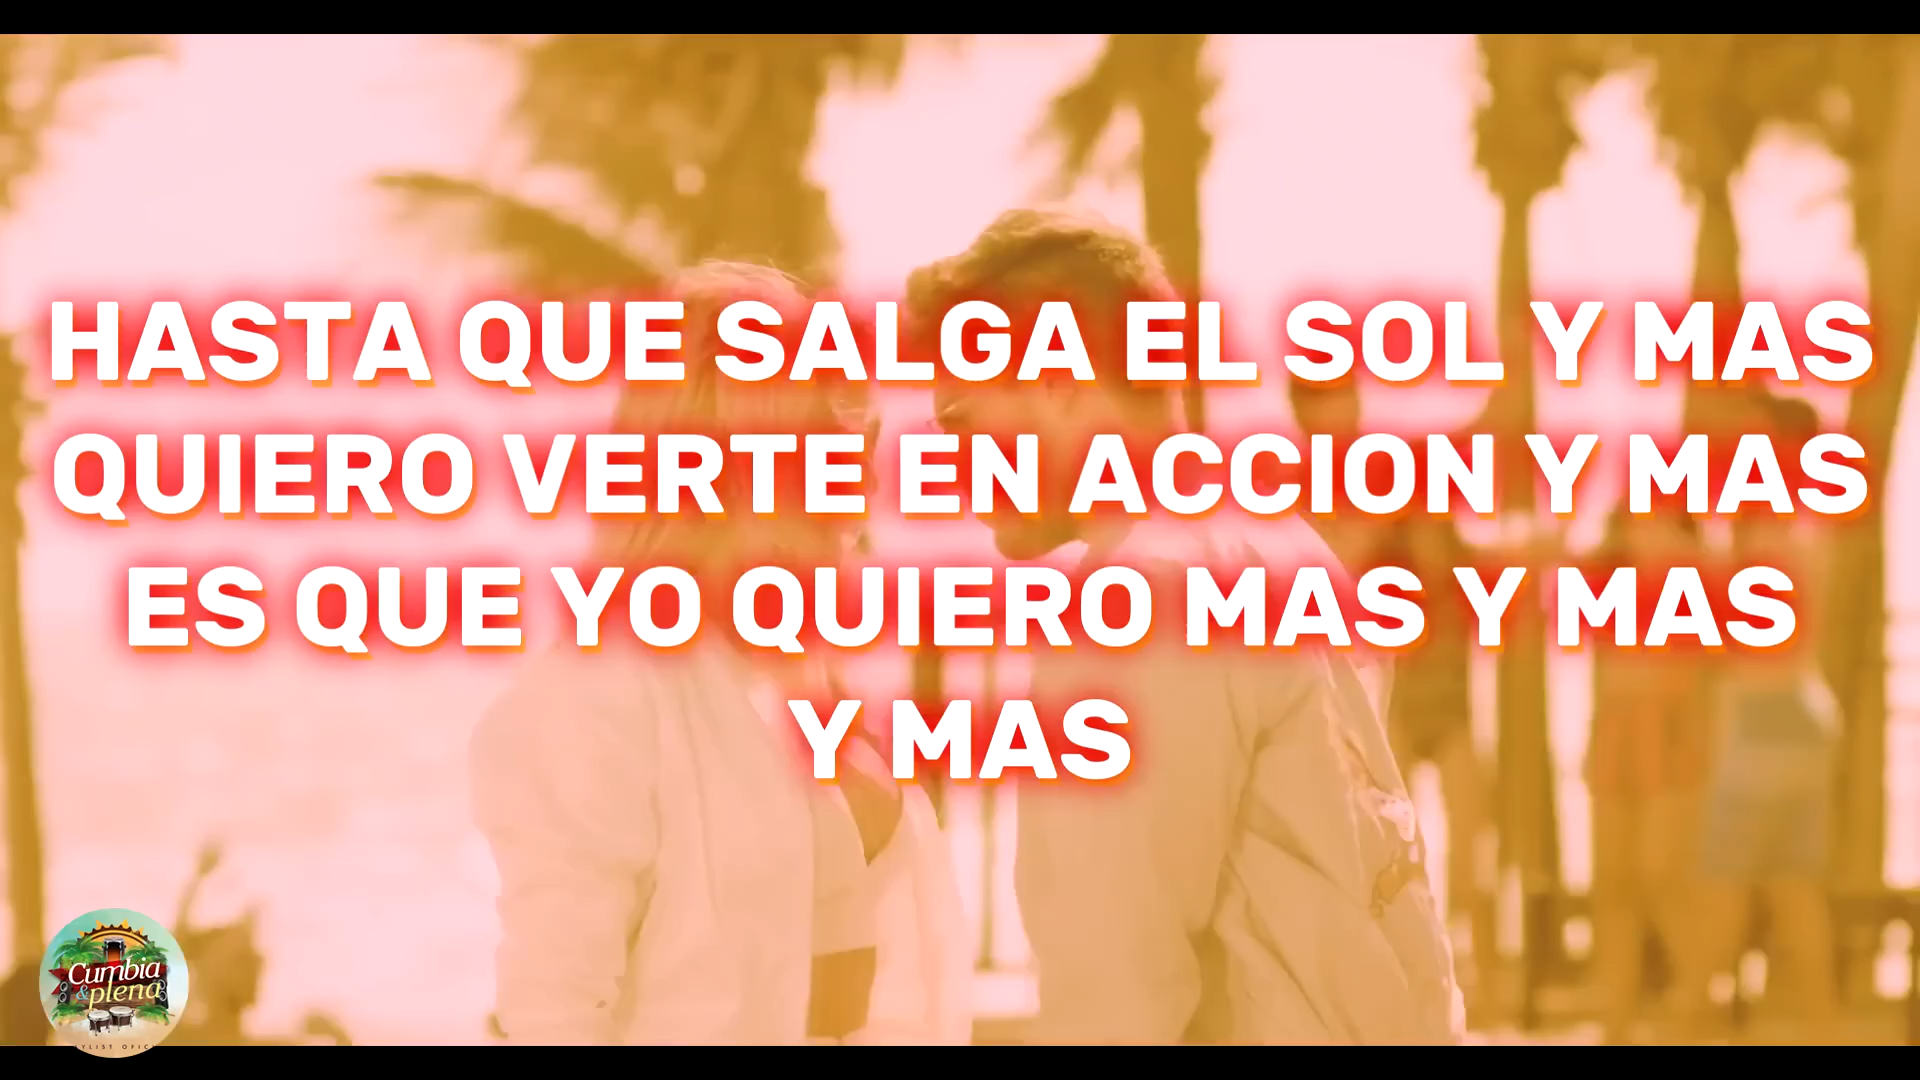 HASTA QUE SALGA EL SOL Y MAS
QUIERO VERTE EN ACCION Y MAS
ES QUE YO QUIERO MAS Y MAS
Y MAS
Cumbia
&plena